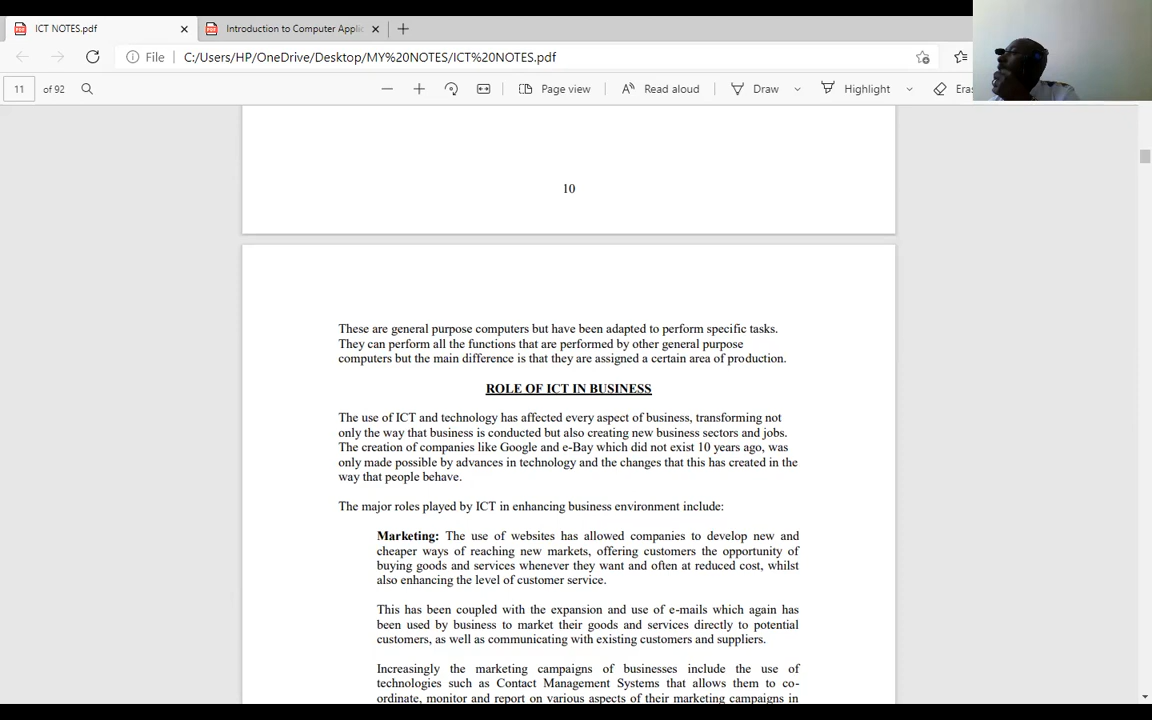 ICT NOTES.pdf
Introduction to Computer Applic
File
C:/Users/HP/OneDrive/Desktop/MY%20NOTES/ICT%20NOTES.pdf
11 of 92
Page view
Read aloud
Draw
Highlight
Eras
10
These are general purpose computers but have been adapted to perform specific tasks.
They can perform all the functions that are performed by other general purpose
computers but the main difference is that they are assigned a certain area of production.
ROLE OF ICT IN BUSINESS
The use of ICT and technology has affected every aspect of business, transforming not
only the way that business is conducted but also creating new business sectors and jobs.
The creation of companies like Google and e-Bay which did not exist 10 years ago, was
only made possible by advances in technology and the changes that this has created in the
way that people behave.
The major roles played by ICT in enhancing business environment include:
Marketing: The use of websites has allowed companies to develop new and
cheaper ways of reaching new markets, offering customers the opportunity of
buying goods and services whenever they want and often at reduced cost, whilst
also enhancing the level of customer service.
This has been coupled with the expansion and use of e-mails which again has
been used by business to market their goods and services directly to potential
customers, as well as communicating with existing customers and suppliers.
Increasingly the marketing campaigns of businesses include the use of
technologies such as Contact Management Systems that allows them to co-
ordinate, monitor and report on various aspects of their marketing campaigns in